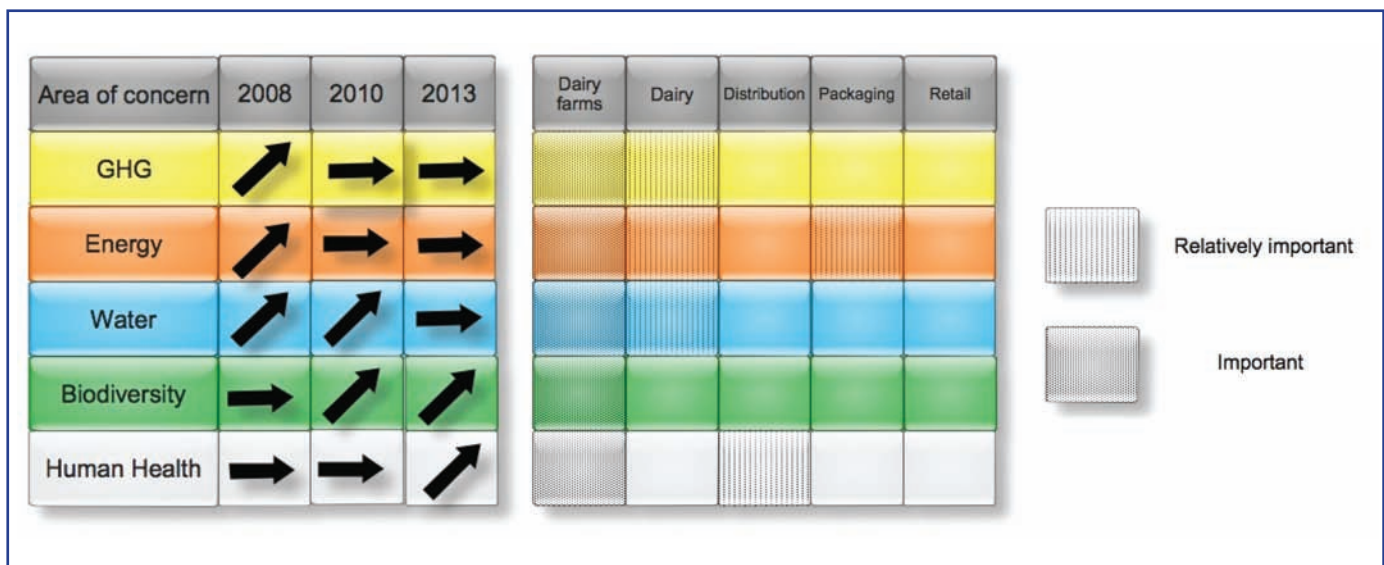 Area of concern 2008 2010 2013
Dairy
farms
Dairy Distribution Packaging Retail
GHG
Energy
Water
Biodiversity
Human Health
Relatively important
Important